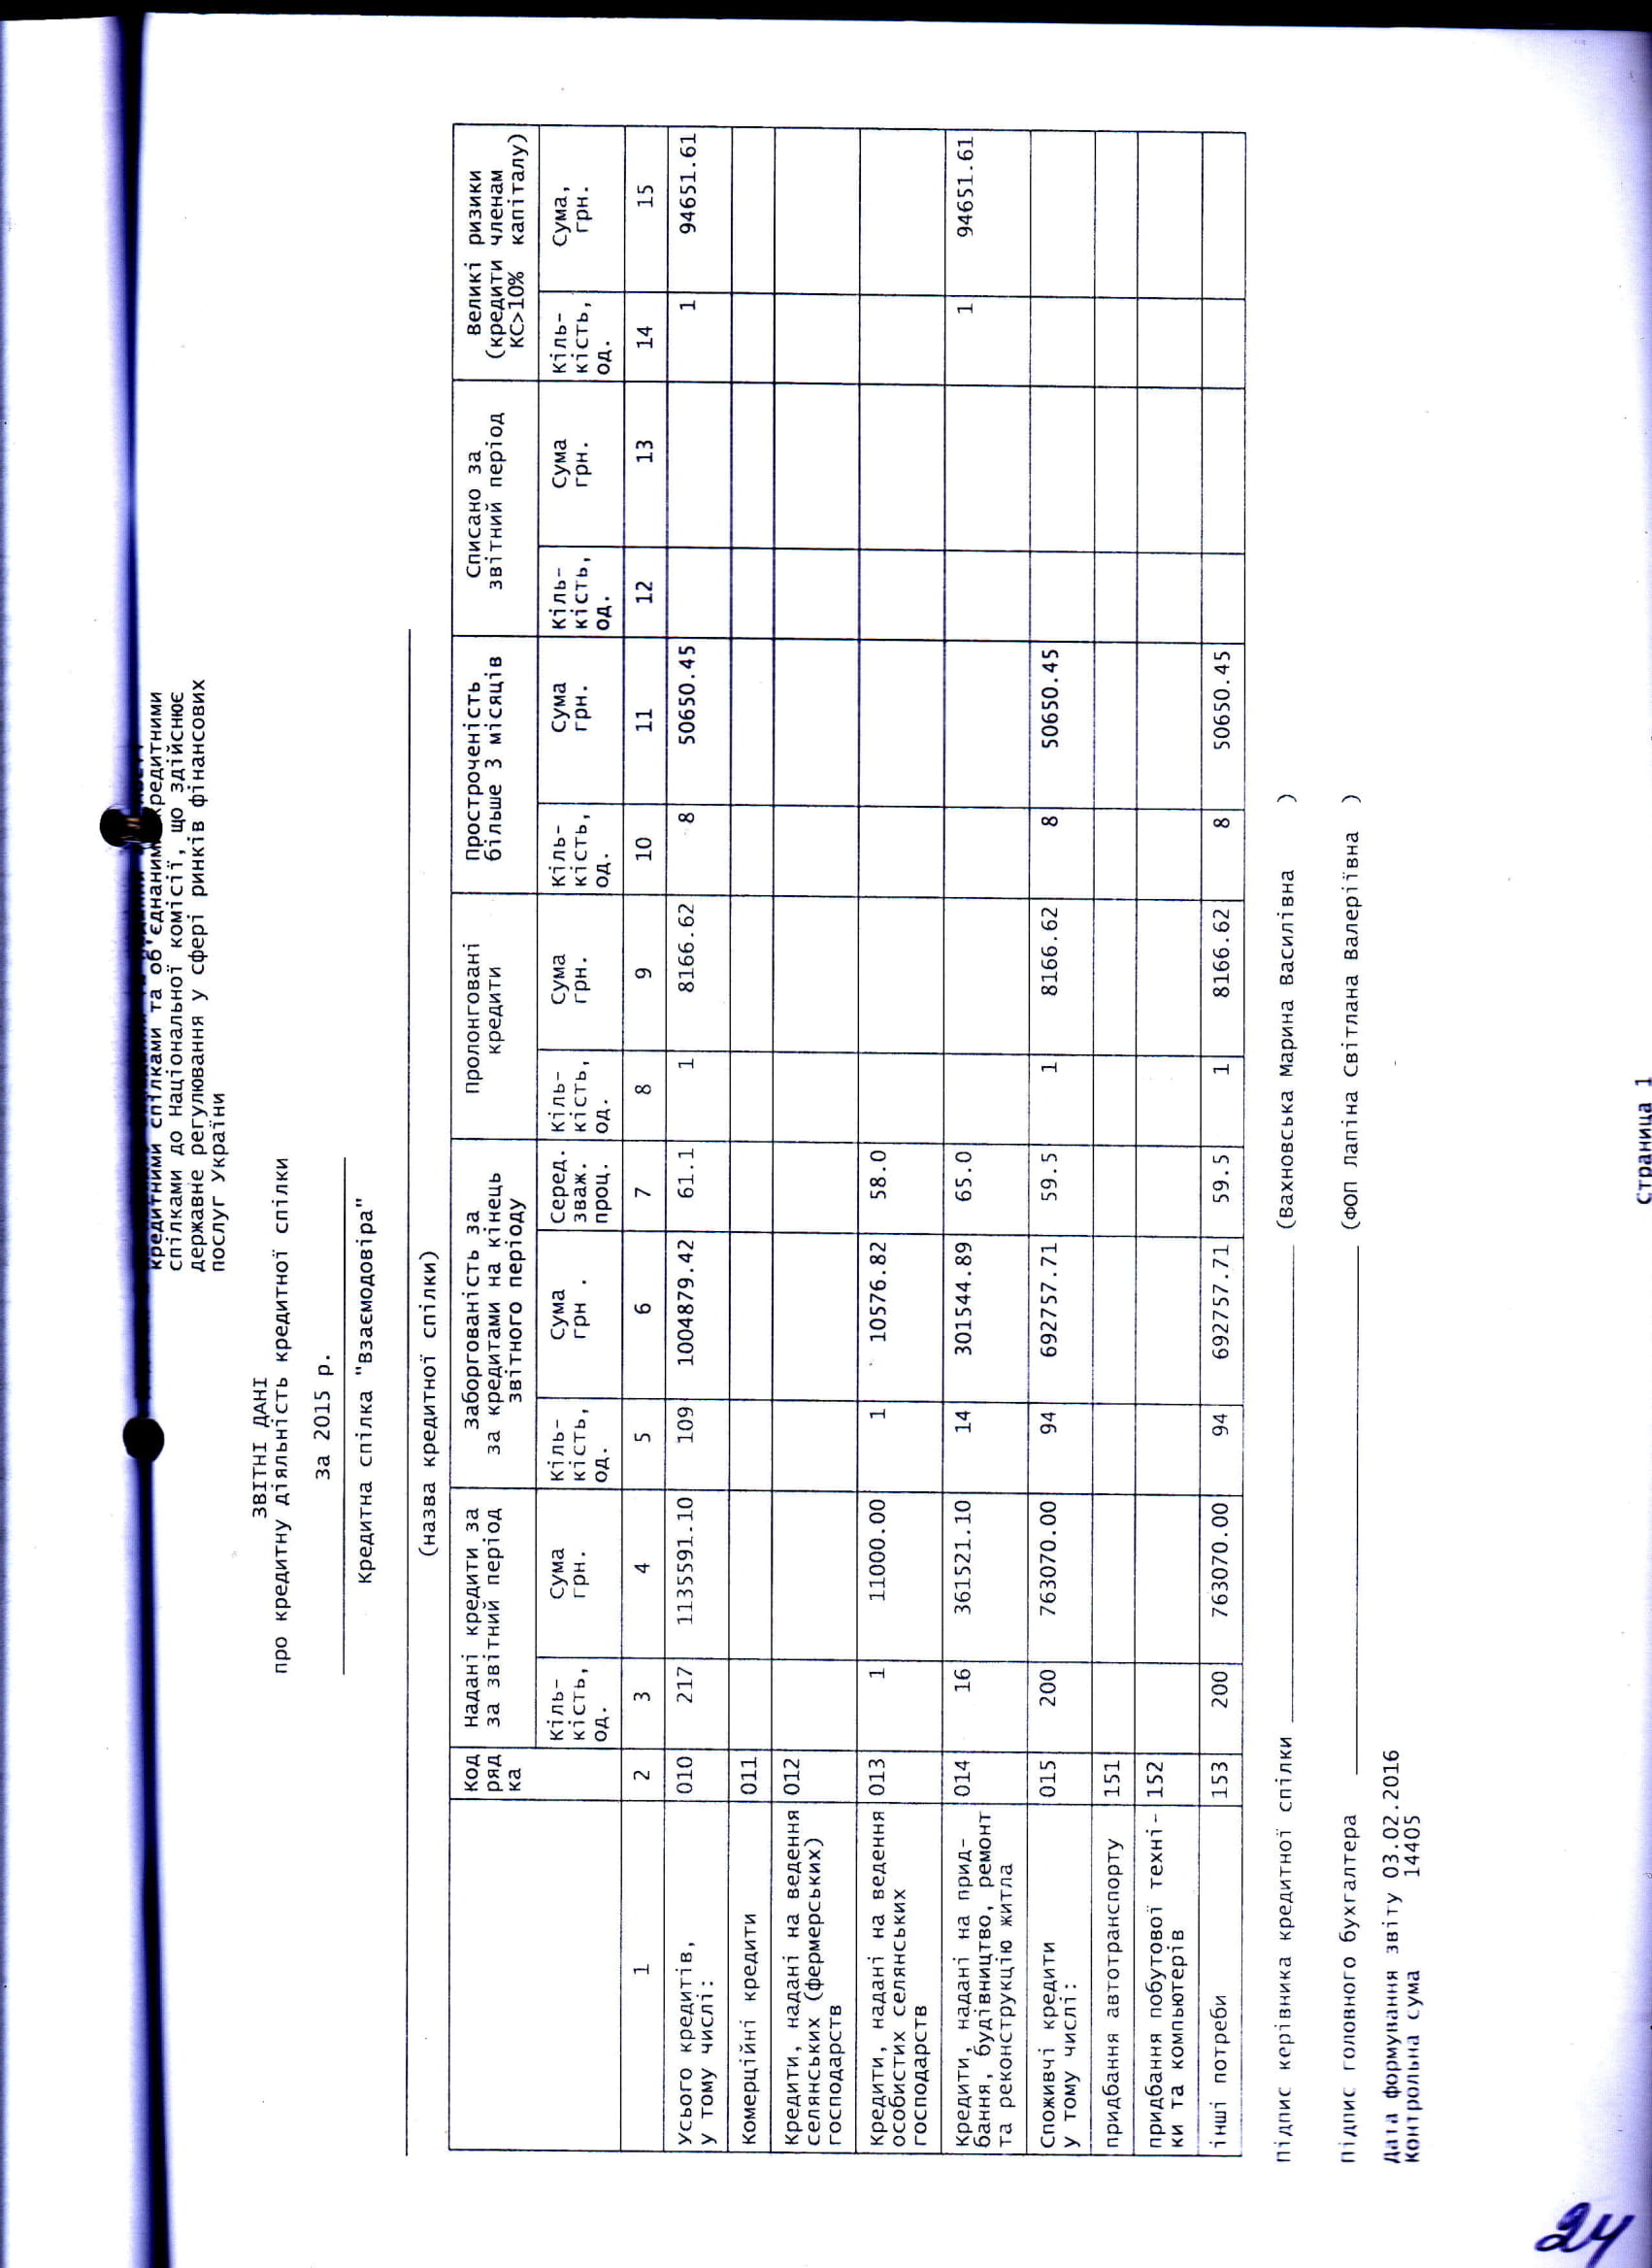 кредитними спілками та об'єднаними кредитними
спілками до Національної комісії, що здійснює
державне регулювання у сфері ринків фінансових
послуг України
ЗВІТНІ ДАНІ
про кредитну діяльність кредитної спілки
за 2015 р.
Кредитна спілка "Взаємодовіра"
(назва кредитної спілки)
Код ряд ка | Надані кредити за за звітний період | Заборгованість за за кредитами на кінець звітного періоду | Пролонговані кредити | Простроченість більше 3 місяців | Списано за звітний період | Великі ризики (кредити членам КС>10% капіталу)
Кіль-кість, од. | Сума грн. | Кіль-кість, од. | Сума грн . | Серед. зваж. проц. | Кіль-кість, од. | Сума грн. | Кіль-кість, од. | Сума грн. | Кіль-кість, од. | Сума грн. | Кіль-кість, од. | Сума, грн.
1 2 3 4 5 6 7 8 9 10 11 12 13 14 15
Усього кредитів,
у тому числі: 010 217 1135591.10 109 1004879.42 61.1 1 8166.62 8 50650.45 1 94651.61
Комерційні кредити 011
Кредити, надані на ведення 012
селянських (фермерських)
господарств
Кредити, надані на ведення 013 1 11000.00 1 10576.82 58.0
особистих селянських
господарств
Кредити, надані на прид- 014 16 361521.10 14 301544.89 65.0 1 94651.61
бання, будівництво, ремонт
та реконструкцію житла
Споживчі кредити 015 200 763070.00 94 692757.71 59.5 1 8166.62 8 50650.45
у тому числі:
придбання автотранспорту 151
придбання побутової техні- 152
ки та компьютерів
інші потреби 153 200 763070.00 94 692757.71 59.5 1 8166.62 8 50650.45
Підпис керівника кредитної спілки (Вахновська Марина Василівна )
Підпис головного бухгалтера (ФОП Лапіна Світлана Валеріївна )
Дата формування звіту 03.02.2016
Контрольна сума 14405
Страница 1
24